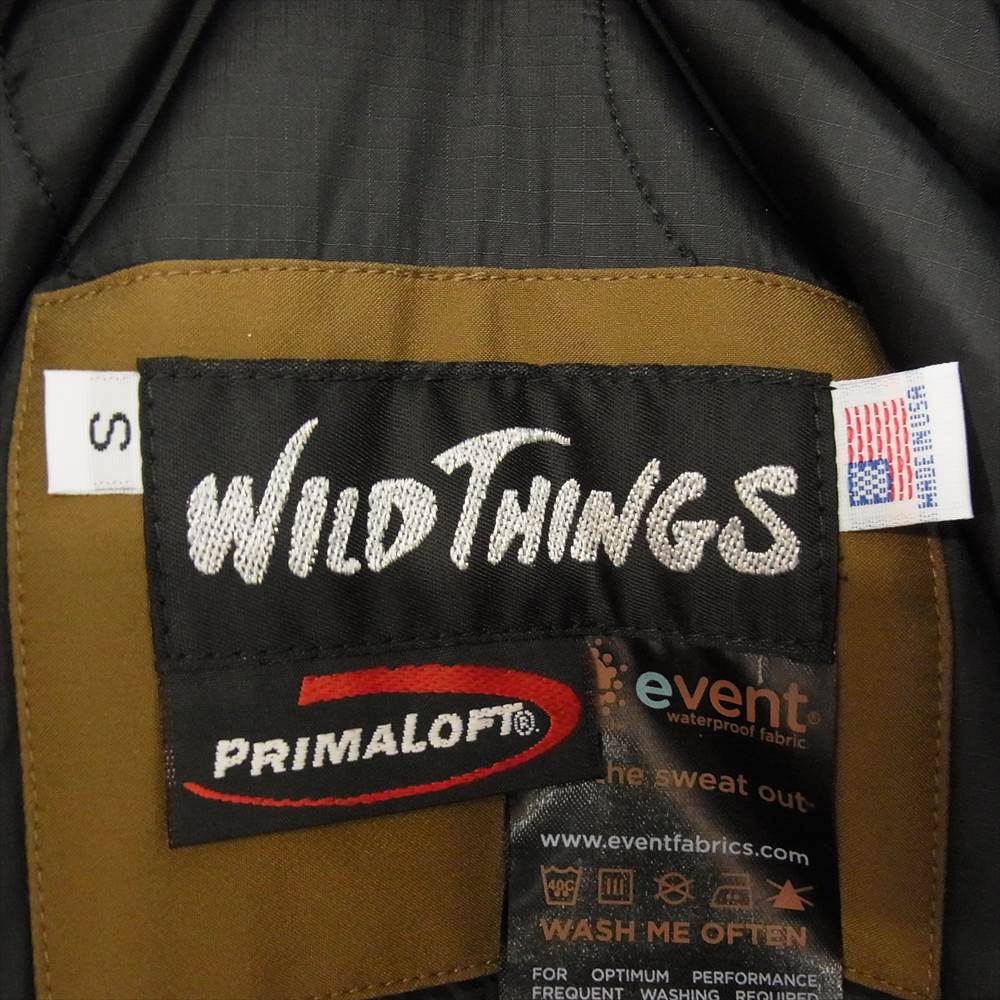 S
WILD THINGS
MADE IN USA
PRIMALOFT®
event®
waterproof fabric
he sweat out-
www.eventfabrics.com
40C
WASH ME OFTEN
FOR OPTIMUM PERFORMANCE
FREQUENT WASHING REQUIRED